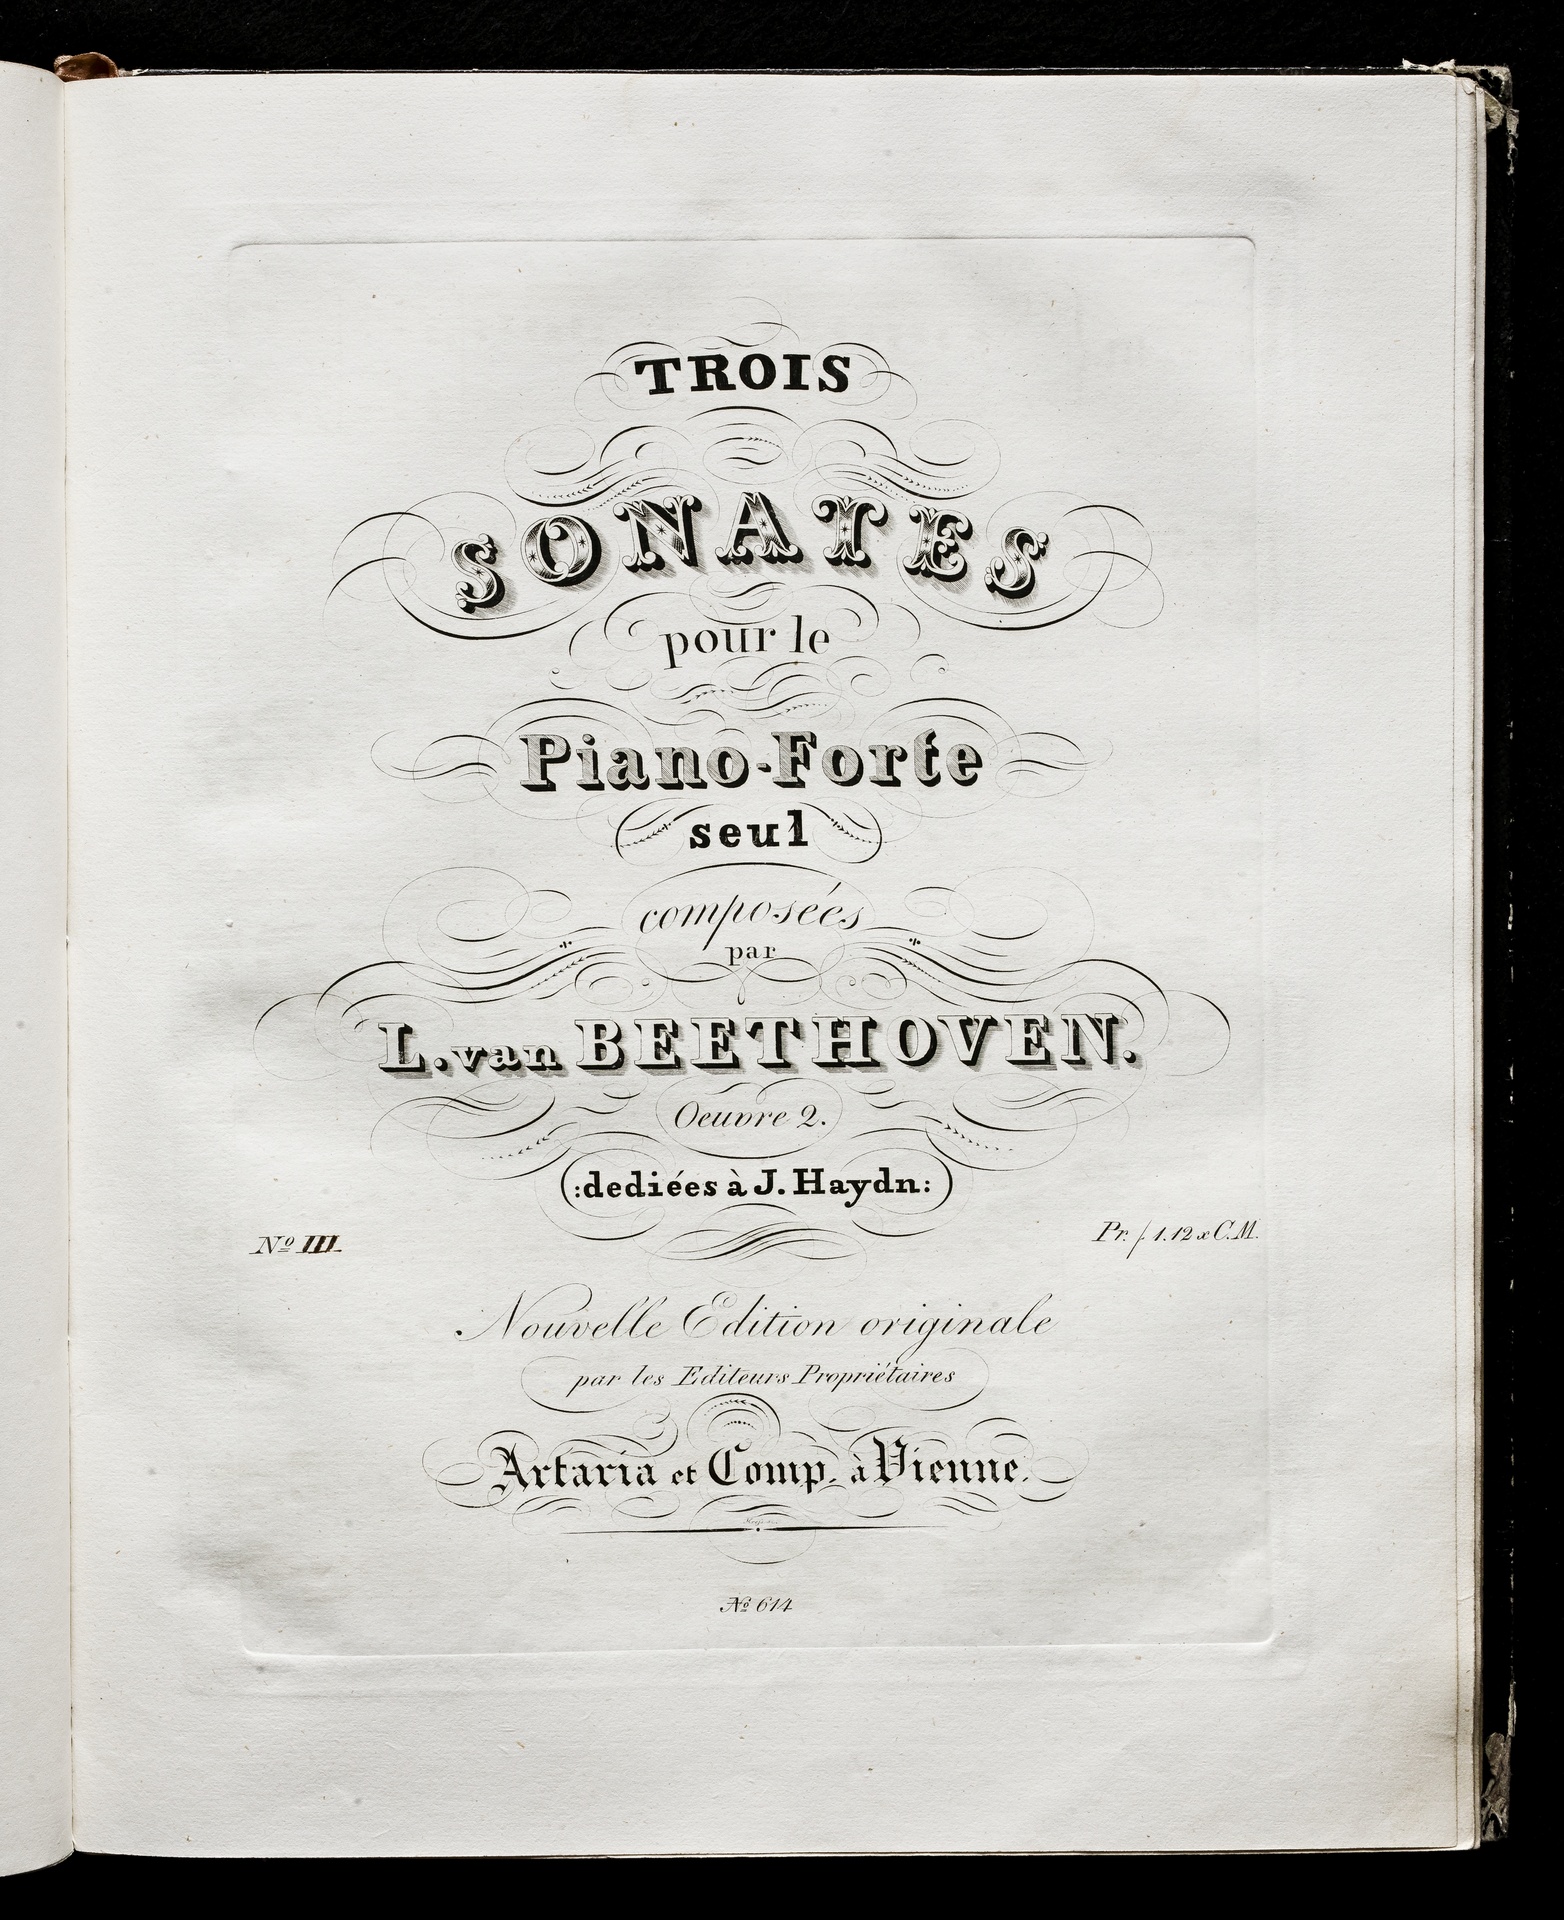 TROIS
SONATES
pour le
Piano-Forte
seul
composées
par
L. van BEETHOVEN.
Oeuvre 2.
(: dediées à J. Haydn :)
Nº III.
Pr. f. 1.12 x C.M.
Nouvelle Edition originale
par les Editeurs Propriétaires
Artaria et Comp. à Vienne.
Nº 614